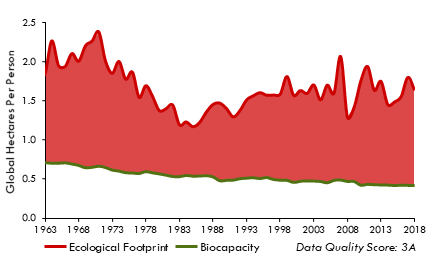 2.5
2.0
1.5
1.0
0.5
0.0
Global Hectares Per Person
1963 1968 1973 1978 1983 1988 1993 1998 2003 2008 2013 2018
Ecological Footprint Biocapacity Data Quality Score: 3A